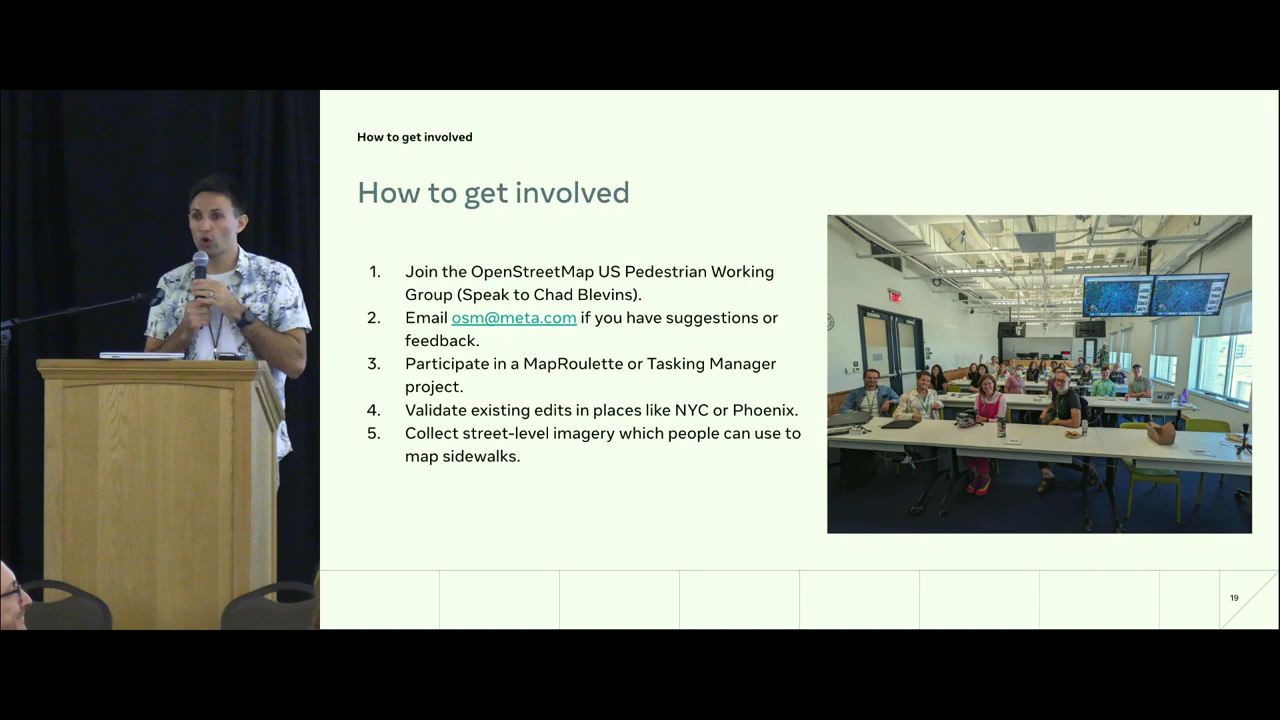 How to get involved
How to get involved
1. Join the OpenStreetMap US Pedestrian Working
Group (Speak to Chad Blevins).
2. Email osm@meta.com if you have suggestions or
feedback.
3. Participate in a MapRoulette or Tasking Manager
project.
4. Validate existing edits in places like NYC or Phoenix.
5. Collect street-level imagery which people can use to
map sidewalks.
19